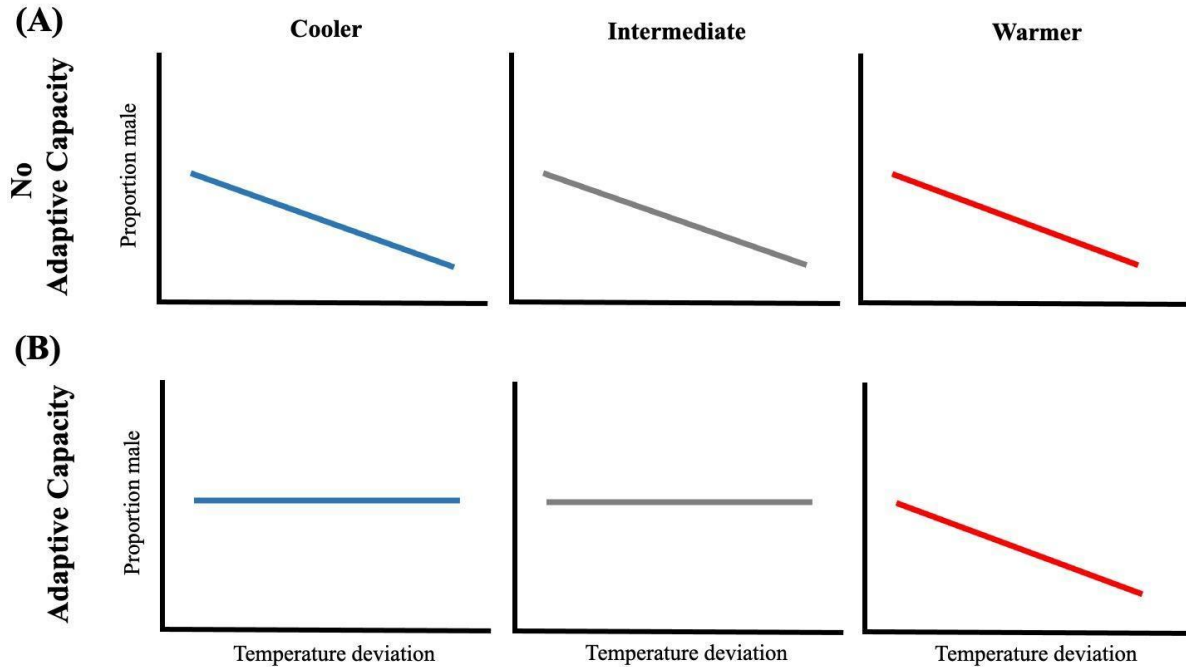 (A)
Cooler
Intermediate
Warmer
No
Adaptive Capacity
Proportion male
(B)
Adaptive Capacity
Proportion male
Temperature deviation
Temperature deviation
Temperature deviation